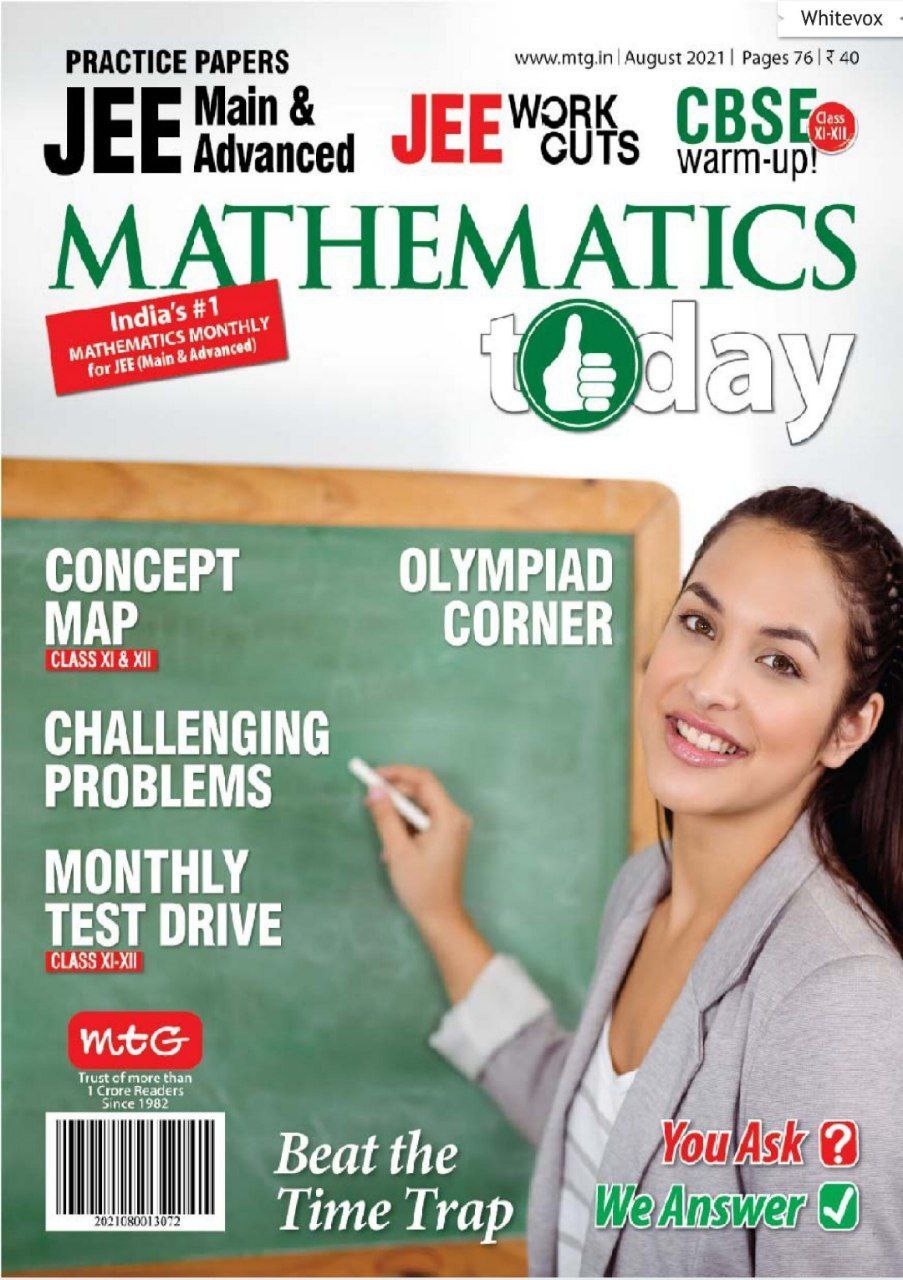 Whitevox
www.mtg.in | August 2021 | Pages 76 | ₹ 40
PRACTICE PAPERS
JEE Main &
Advanced
JEE WORK
CUTS
CBSE Class
XI-XII
warm-up!
MATHEMATICS
today
India's #1
MATHEMATICS MONTHLY
for JEE (Main & Advanced)
CONCEPT
MAP
CLASS XI & XII
OLYMPIAD
CORNER
CHALLENGING
PROBLEMS
MONTHLY
TEST DRIVE
CLASS XI-XII
mtG
Trust of more than
1 Crore Readers
Since 1982
2021080013072
Beat the
Time Trap
You Ask ?
We Answer